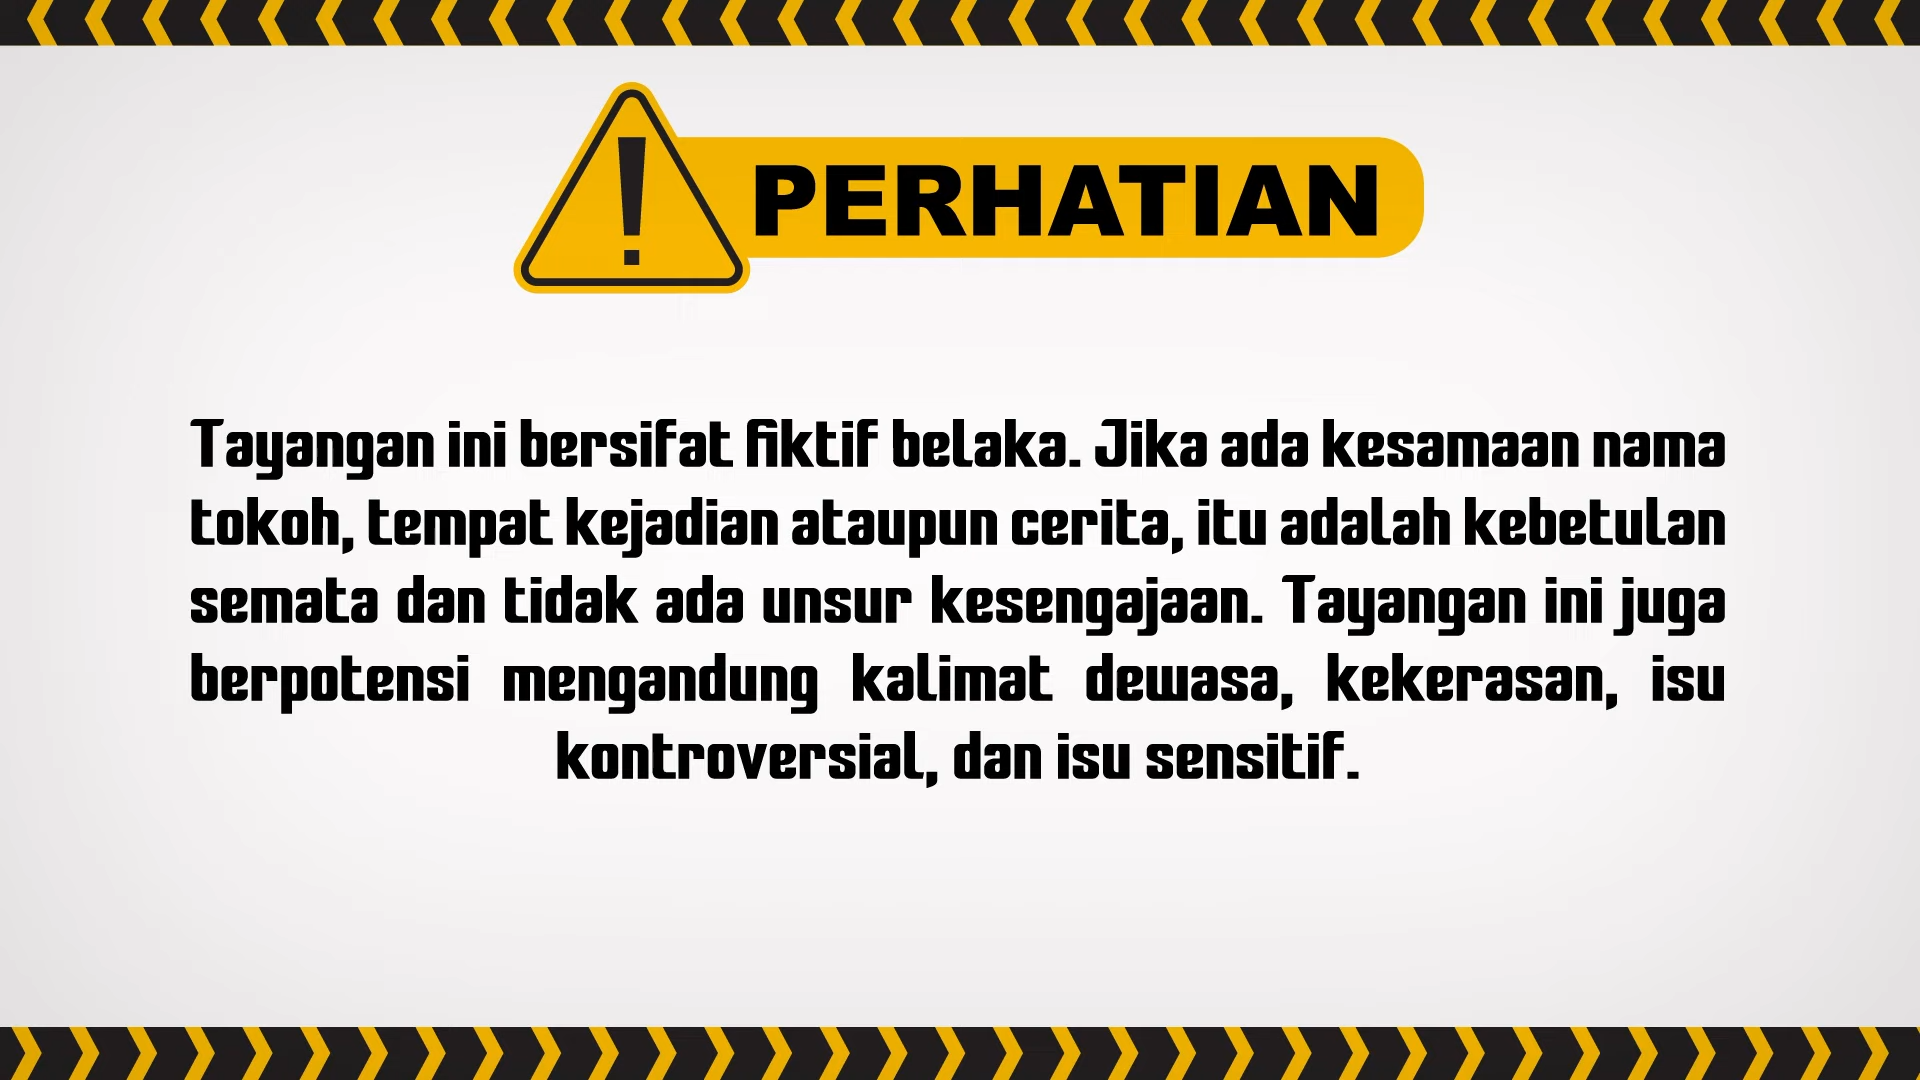 PERHATIAN
Tayangan ini bersifat fiktif belaka. Jika ada kesamaan nama
tokoh, tempat kejadian ataupun cerita, itu adalah kebetulan
semata dan tidak ada unsur kesengajaan. Tayangan ini juga
berpotensi mengandung kalimat dewasa, kekerasan, isu
kontroversial, dan isu sensitif.